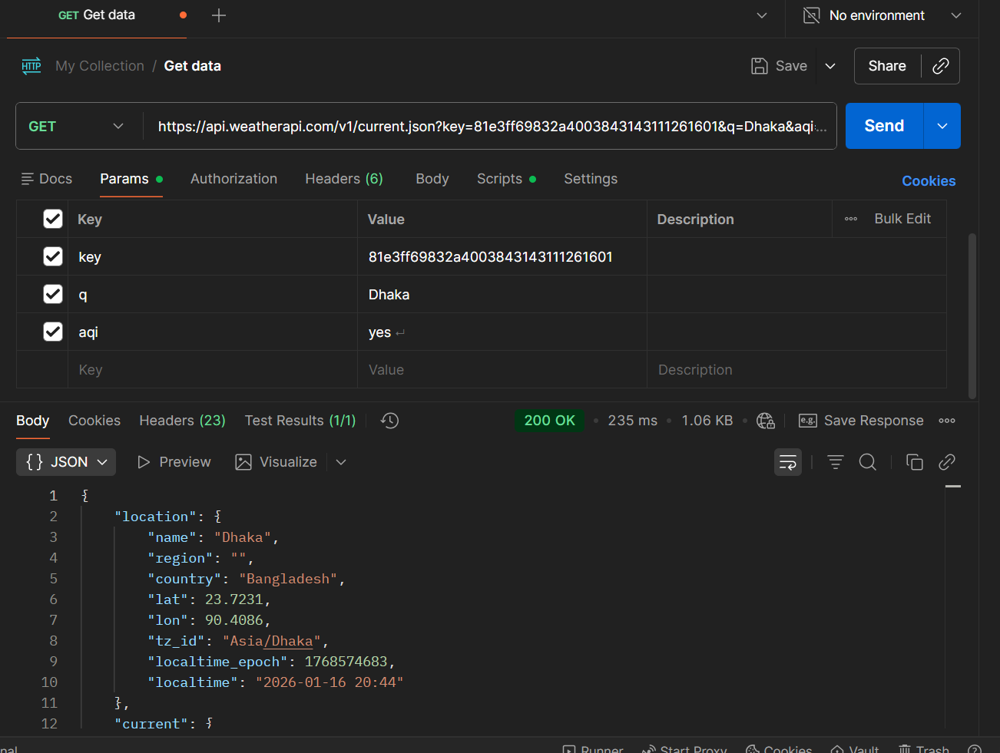 GET Get data
No environment
HTTP My Collection / Get data
Save
Share
GET
https://api.weatherapi.com/v1/current.json?key=81e3ff69832a4003843143111261601&q=Dhaka&aqi=...
Send
Docs
Params
Authorization
Headers (6)
Body
Scripts
Settings
Cookies
Key Value Description Bulk Edit
key 81e3ff69832a4003843143111261601
q Dhaka
aqi yes
Key Value Description
Body Cookies Headers (23) Test Results (1/1) 200 OK 235 ms 1.06 KB e.g. Save Response
{} JSON Preview Visualize
1 {
2 "location": {
3 "name": "Dhaka",
4 "region": "",
5 "country": "Bangladesh",
6 "lat": 23.7231,
7 "lon": 90.4086,
8 "tz_id": "Asia/Dhaka",
9 "localtime_epoch": 1768574683,
10 "localtime": "2026-01-16 20:44"
11 },
12 "current": {
nal Runner Start Proxy Cookies Vault Trash